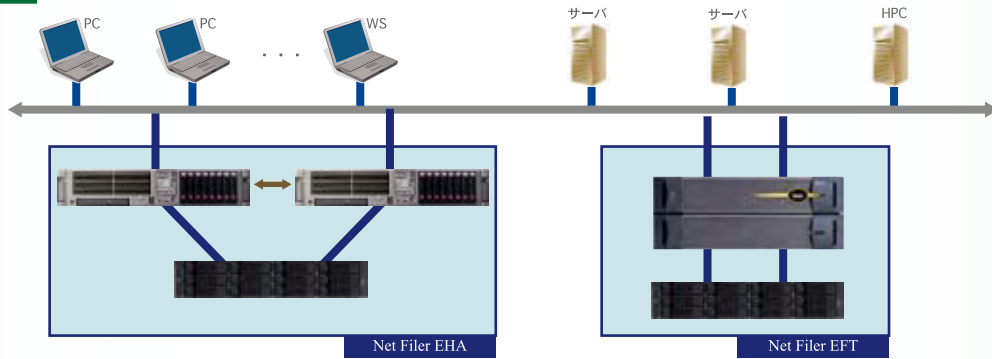 PC
PC
. . .
WS
サーバ
サーバ
HPC
Net Filer EHA
Net Filer EFT